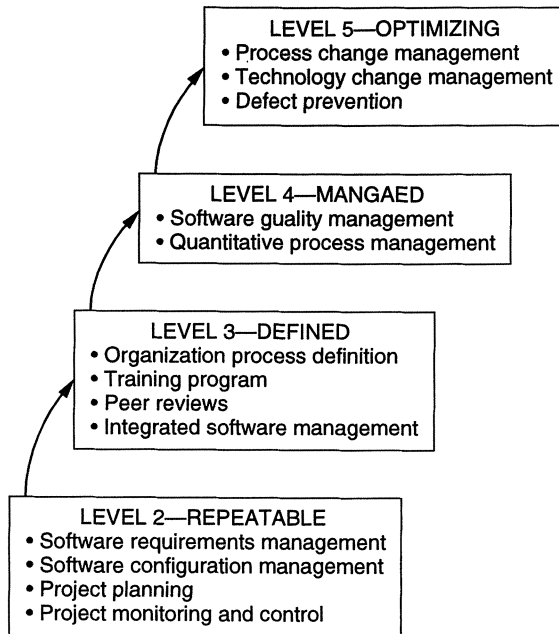 LEVEL 5—OPTIMIZING
• Process change management
• Technology change management
• Defect prevention
LEVEL 4—MANGAED
• Software guality management
• Quantitative process management
LEVEL 3—DEFINED
• Organization process definition
• Training program
• Peer reviews
• Integrated software management
LEVEL 2—REPEATABLE
• Software requirements management
• Software configuration management
• Project planning
• Project monitoring and control